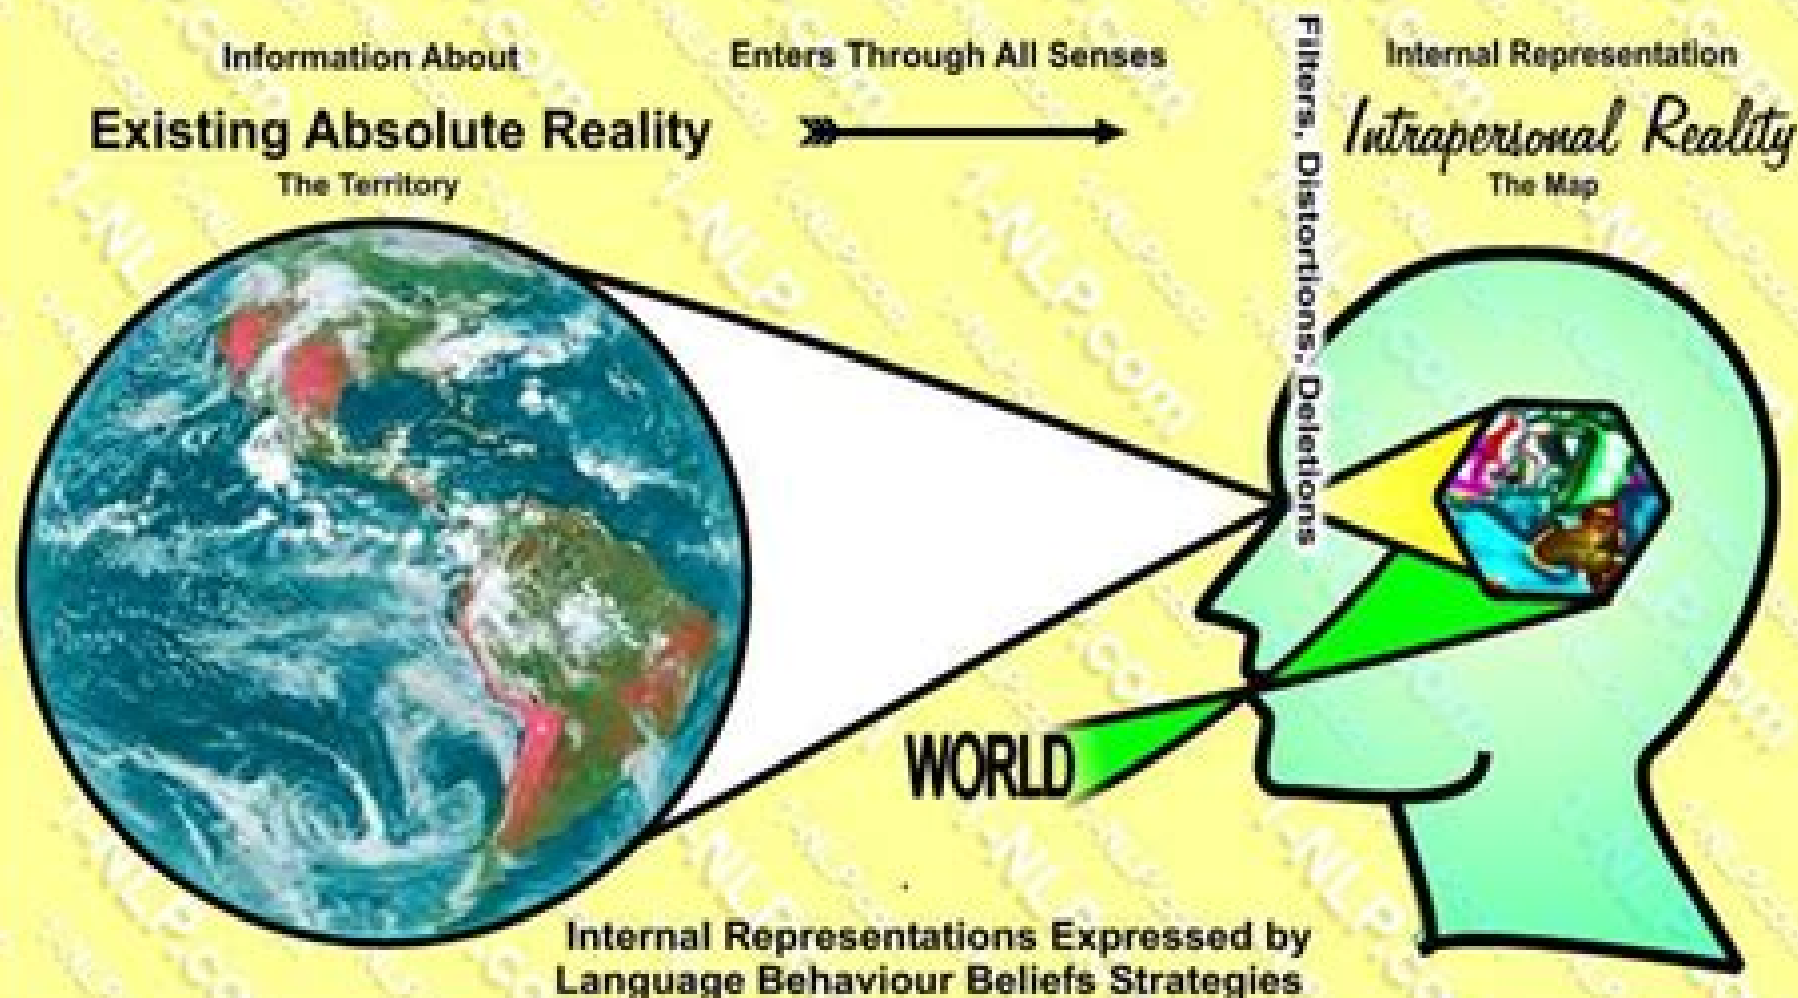 Information About
Existing Absolute Reality
The Territory
Enters Through All Senses
Filters, Distortions, Deletions
Internal Representation
Intrapersonal Reality
The Map
WORLD
Internal Representations Expressed by
Language Behaviour Beliefs Strategies